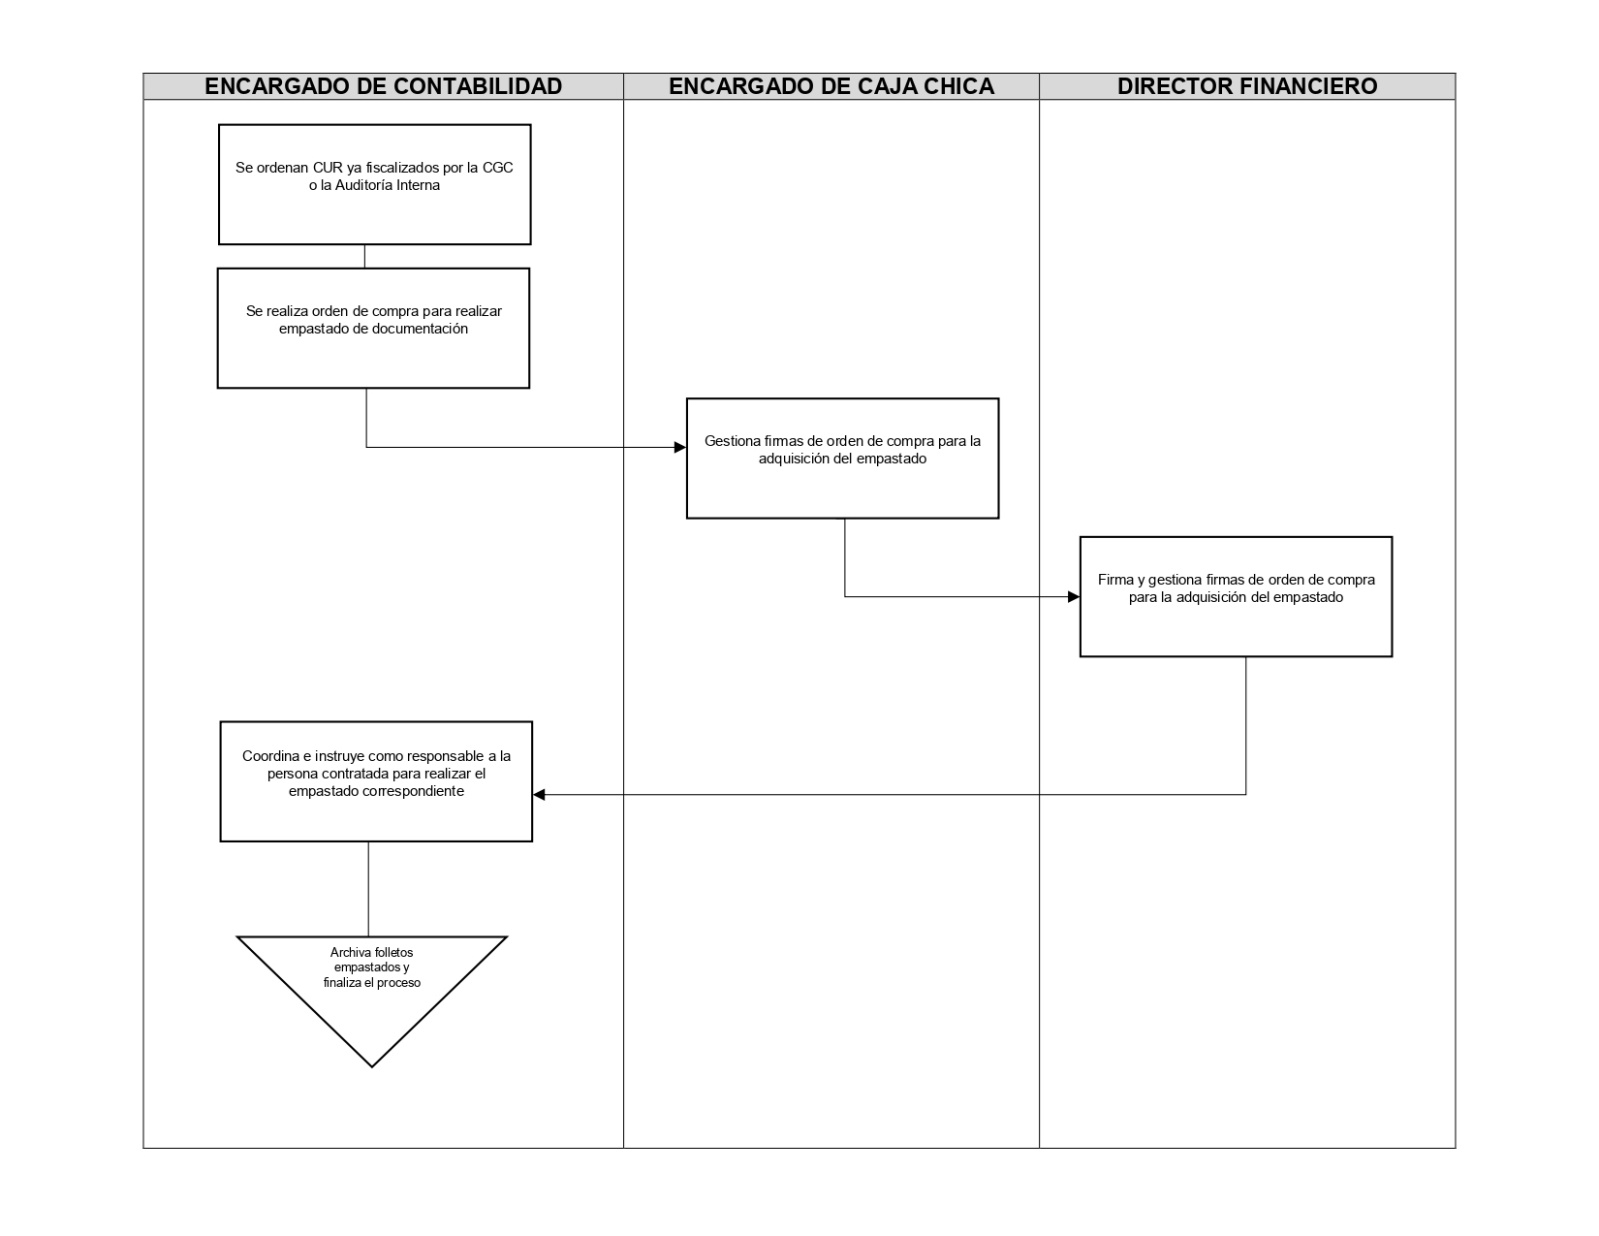 ENCARGADO DE CONTABILIDAD
ENCARGADO DE CAJA CHICA
DIRECTOR FINANCIERO
Se ordenan CUR ya fiscalizados por la CGC
o la Auditoría Interna
Se realiza orden de compra para realizar
empastado de documentación
Gestiona firmas de orden de compra para la
adquisición del empastado
Firma y gestiona firmas de orden de compra
para la adquisición del empastado
Coordina e instruye como responsable a la
persona contratada para realizar el
empastado correspondiente
Archiva folletos
empastados y
finaliza el proceso